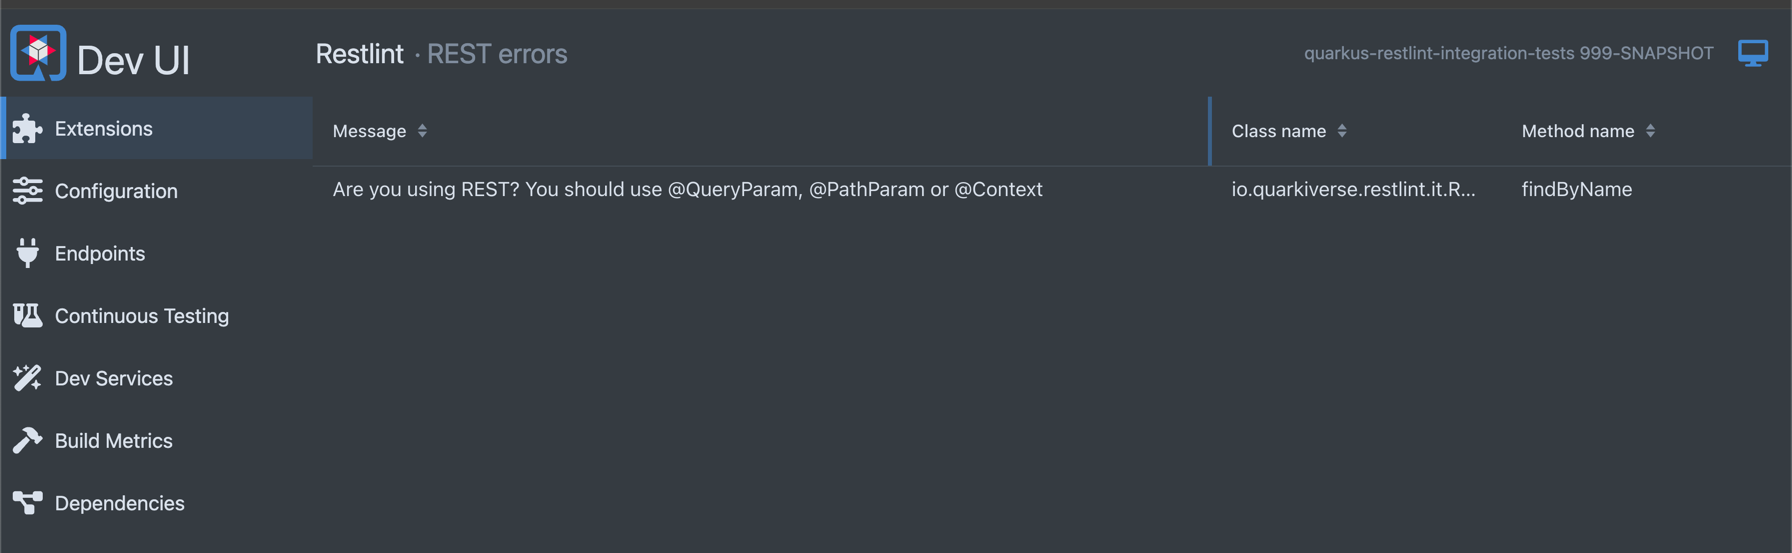 Dev UI
Restlint · REST errors
quarkus-restlint-integration-tests 999-SNAPSHOT
Extensions
Configuration
Endpoints
Continuous Testing
Dev Services
Build Metrics
Dependencies
Message Class name Method name
Are you using REST? You should use @QueryParam, @PathParam or @Context io.quarkiverse.restlint.it.R... findByName